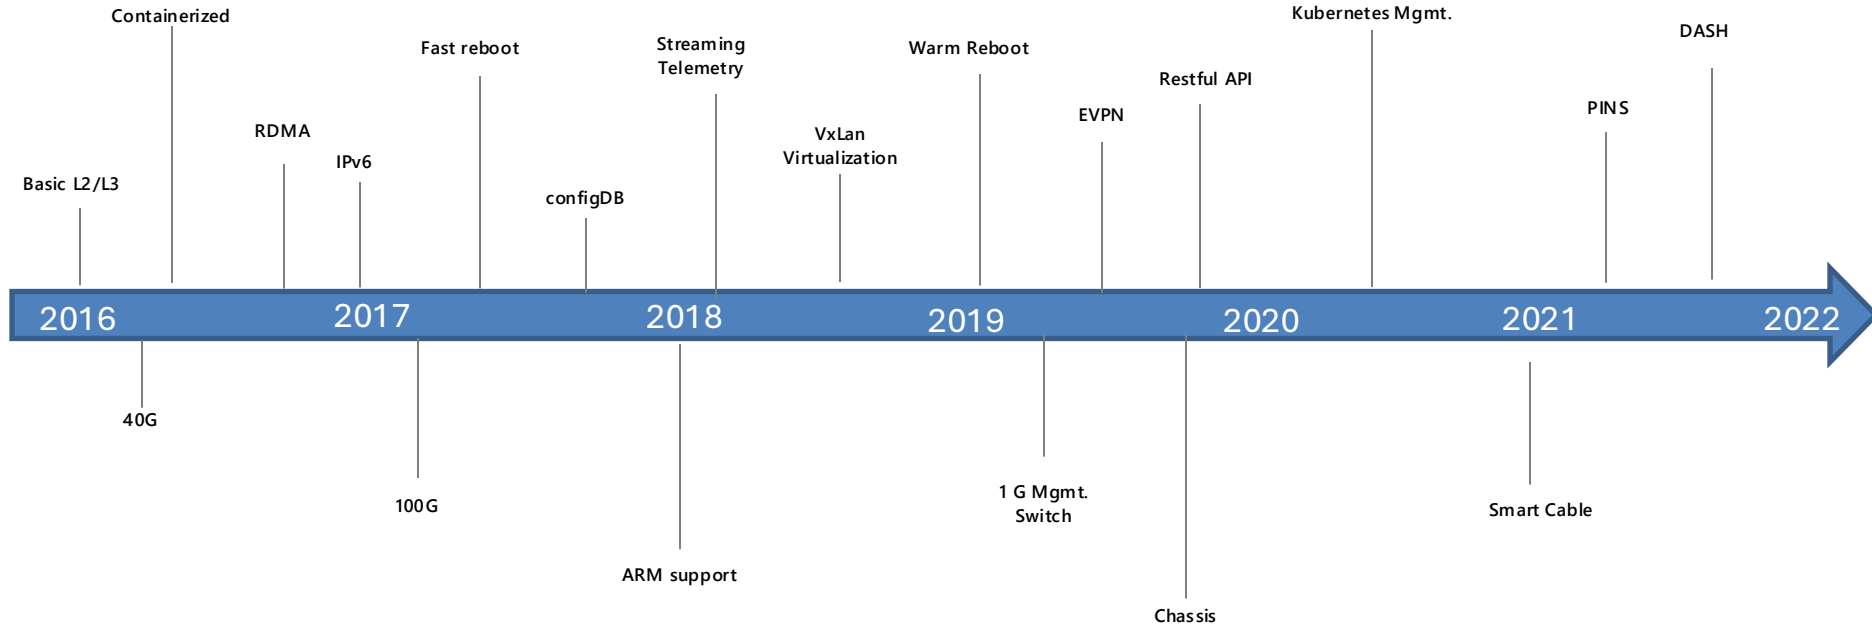 Containerized
Kubernetes Mgmt.
DASH
Fast reboot
Streaming
Telemetry
Warm Reboot
Restful API
PINS
EVPN
RDMA
VxLan
Virtualization
IPv6
Basic L2/L3
configDB
2016
2017
2018
2019
2020
2021
2022
40G
100G
1 G Mgmt.
Switch
Smart Cable
ARM support
Chassis